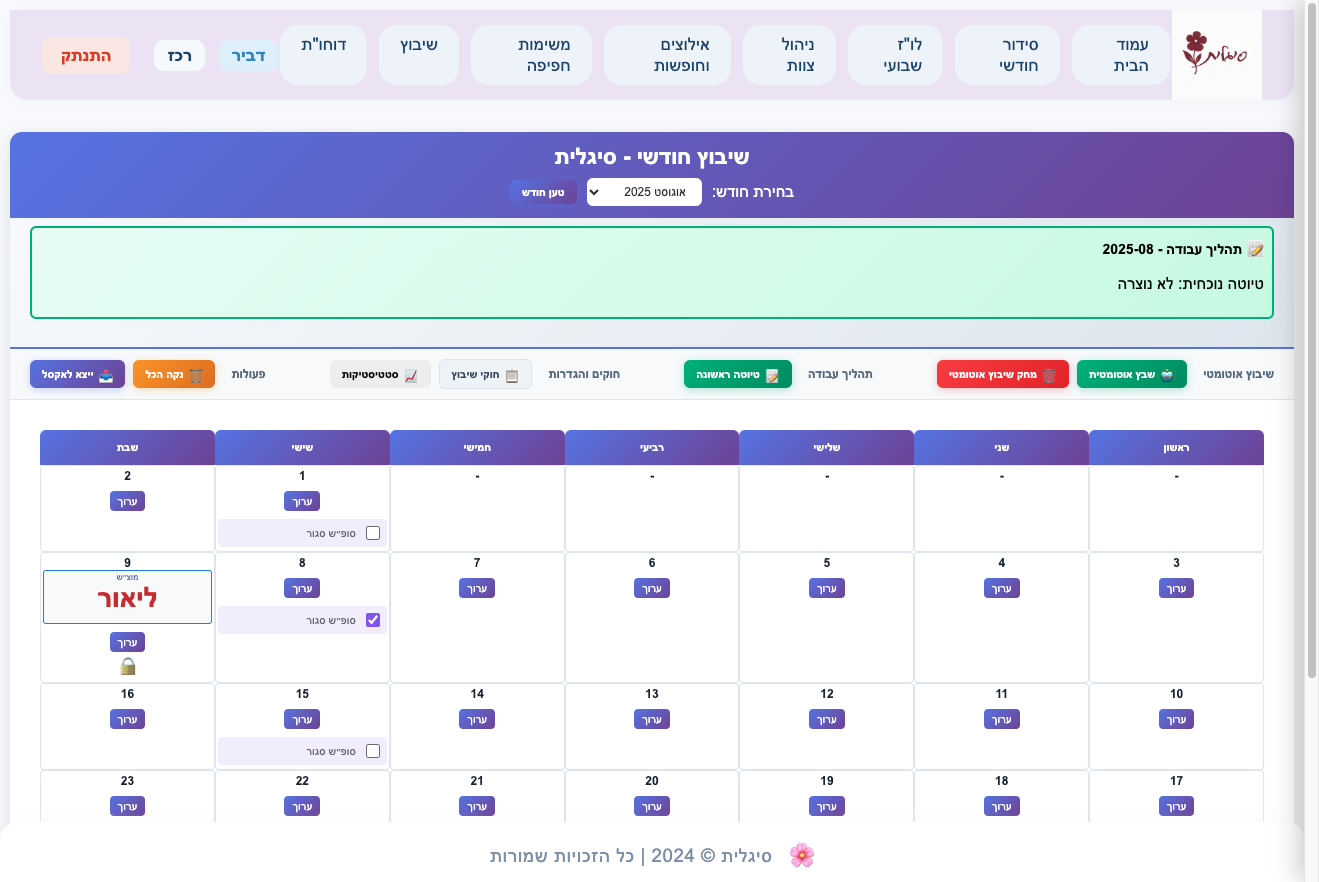 סיגלית
עמוד הבית
סידור חודשי
לו"ז שבועי
ניהול צוות
אילוצים וחופשות
משימות חפיפה
שיבוץ
דוחו"ת
דביר
רכז
התנתק
שיבוץ חודשי - סיגלית
בחירת חודש: אוגוסט 2025 טען חודש
📝 תהליך עבודה - 2025-08
טיוטה נוכחית: לא נוצרה
שיבוץ אוטומטי 🤖 שבץ אוטומטית 🗑️ מחק שיבוץ אוטומטי תהליך עבודה 📝 טיוטה ראשונה חוקים והגדרות 📋 חוקי שיבוץ 📈 סטטיסטיקות פעולות 🗑️ נקה הכל 📤 ייצא לאקסל
ראשון שני שלישי רביעי חמישי שישי שבת
- - - - - 1 2
ערוך ערוך
סופ״ש סגור
3 4 5 6 7 8 9
מוצ״ש
ליאור
ערוך ערוך ערוך ערוך ערוך ערוך
סופ״ש סגור
ערוך
🔒
10 11 12 13 14 15 16
ערוך ערוך ערוך ערוך ערוך ערוך ערוך
סופ״ש סגור
17 18 19 20 21 22 23
ערוך ערוך ערוך ערוך ערוך ערוך ערוך
🌸 סיגלית © 2024 | כל הזכויות שמורות